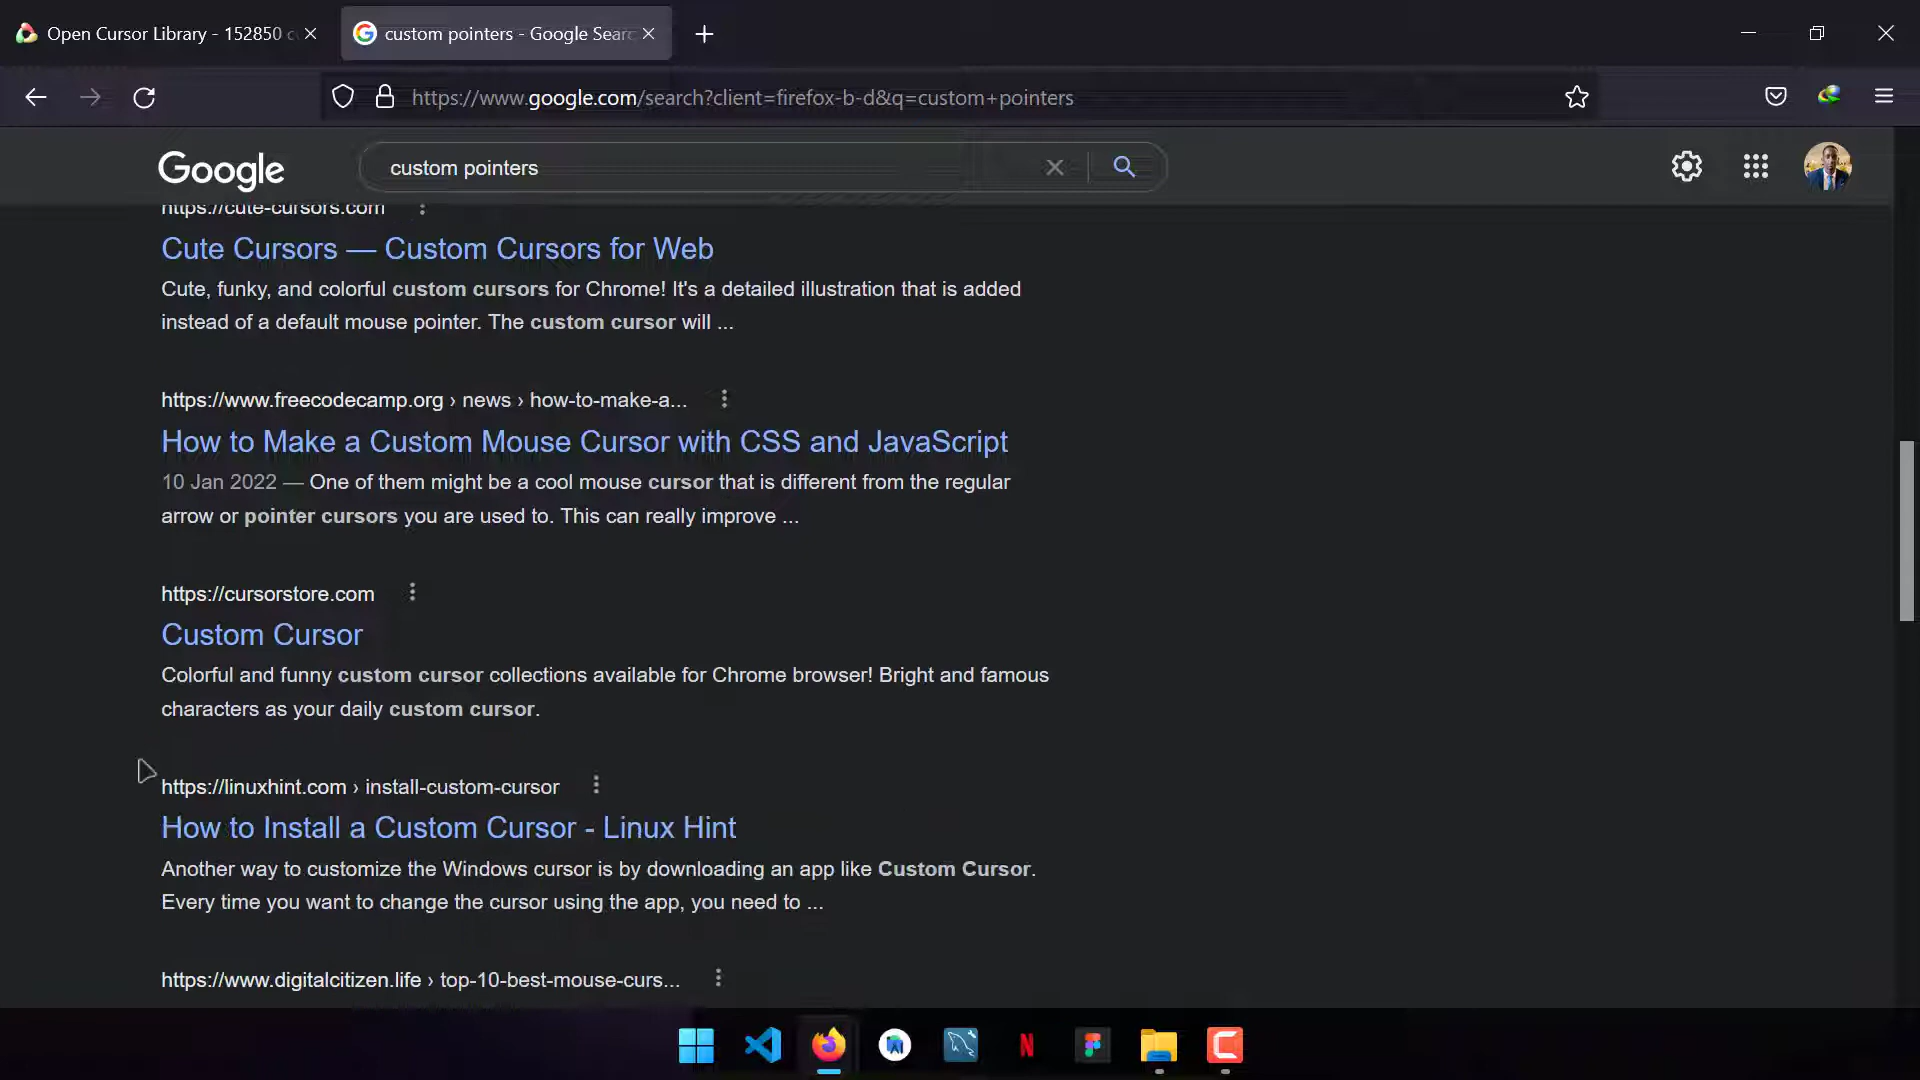 Open Cursor Library - 152850 c
custom pointers - Google Sear
https://www.google.com/search?client=firefox-b-d&q=custom+pointers
Google
custom pointers
https://cute-cursors.com
Cute Cursors — Custom Cursors for Web
Cute, funky, and colorful custom cursors for Chrome! It's a detailed illustration that is added
instead of a default mouse pointer. The custom cursor will ...
https://www.freecodecamp.org › news › how-to-make-a...
How to Make a Custom Mouse Cursor with CSS and JavaScript
10 Jan 2022 — One of them might be a cool mouse cursor that is different from the regular
arrow or pointer cursors you are used to. This can really improve ...
https://cursorstore.com
Custom Cursor
Colorful and funny custom cursor collections available for Chrome browser! Bright and famous
characters as your daily custom cursor.
https://linuxhint.com › install-custom-cursor
How to Install a Custom Cursor - Linux Hint
Another way to customize the Windows cursor is by downloading an app like Custom Cursor.
Every time you want to change the cursor using the app, you need to ...
https://www.digitalcitizen.life › top-10-best-mouse-curs...